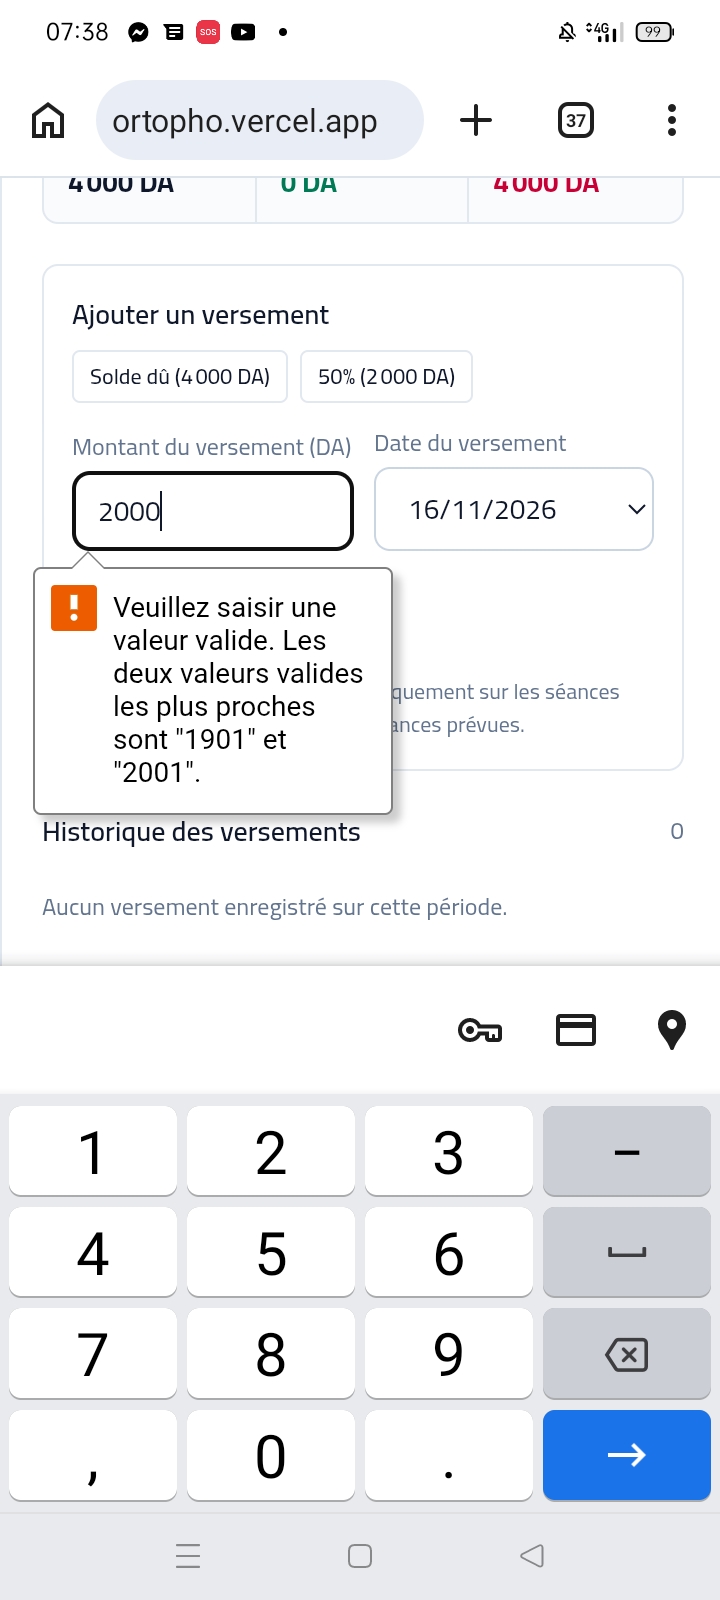 07:38 SOS 4G 99
ortopho.vercel.app 37
4 000 DA 0 DA 4 000 DA
Ajouter un versement
Solde dû (4 000 DA) 50% (2 000 DA)
Montant du versement (DA) Date du versement
2000 16/11/2026
Veuillez saisir une
valeur valide. Les
deux valeurs valides
les plus proches
sont "1901" et
"2001".
quement sur les séances
ances prévues.
Historique des versements 0
Aucun versement enregistré sur cette période.
1 2 3 –
4 5 6
7 8 9
, 0 .